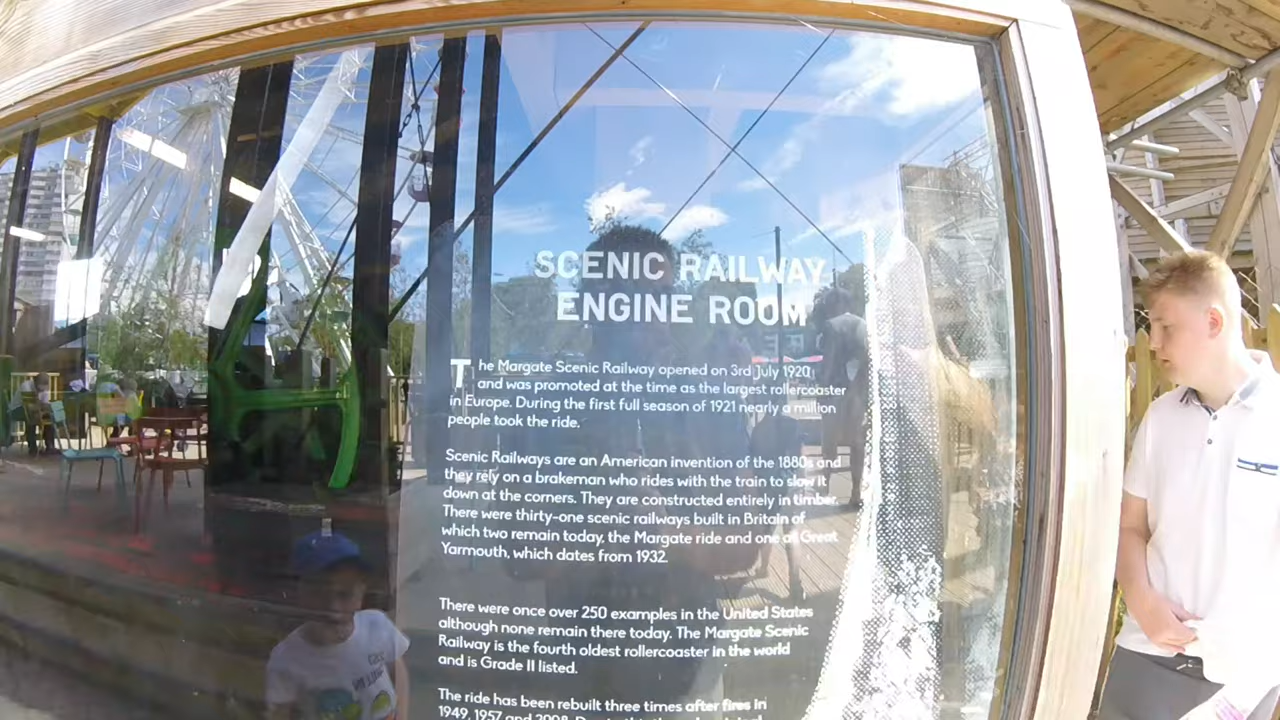 SCENIC RAILWAY
ENGINE ROOM
The Margate Scenic Railway opened on 3rd July 1920
and was promoted at the time as the largest rollercoaster
in Europe. During the first full season of 1921 nearly a million
people took the ride.
Scenic Railways are an American invention of the 1880s and
they rely on a brakeman who rides with the train to slow it
down at the corners. They are constructed entirely in timber.
There were thirty-one scenic railways built in Britain of
which two remain today, the Margate ride and one at Great
Yarmouth, which dates from 1932.
There were once over 250 examples in the United States
although none remain there today. The Margate Scenic
Railway is the fourth oldest rollercoaster in the world
and is Grade II listed.
The ride has been rebuilt three times after fires in
1949, 1957 and 2008.